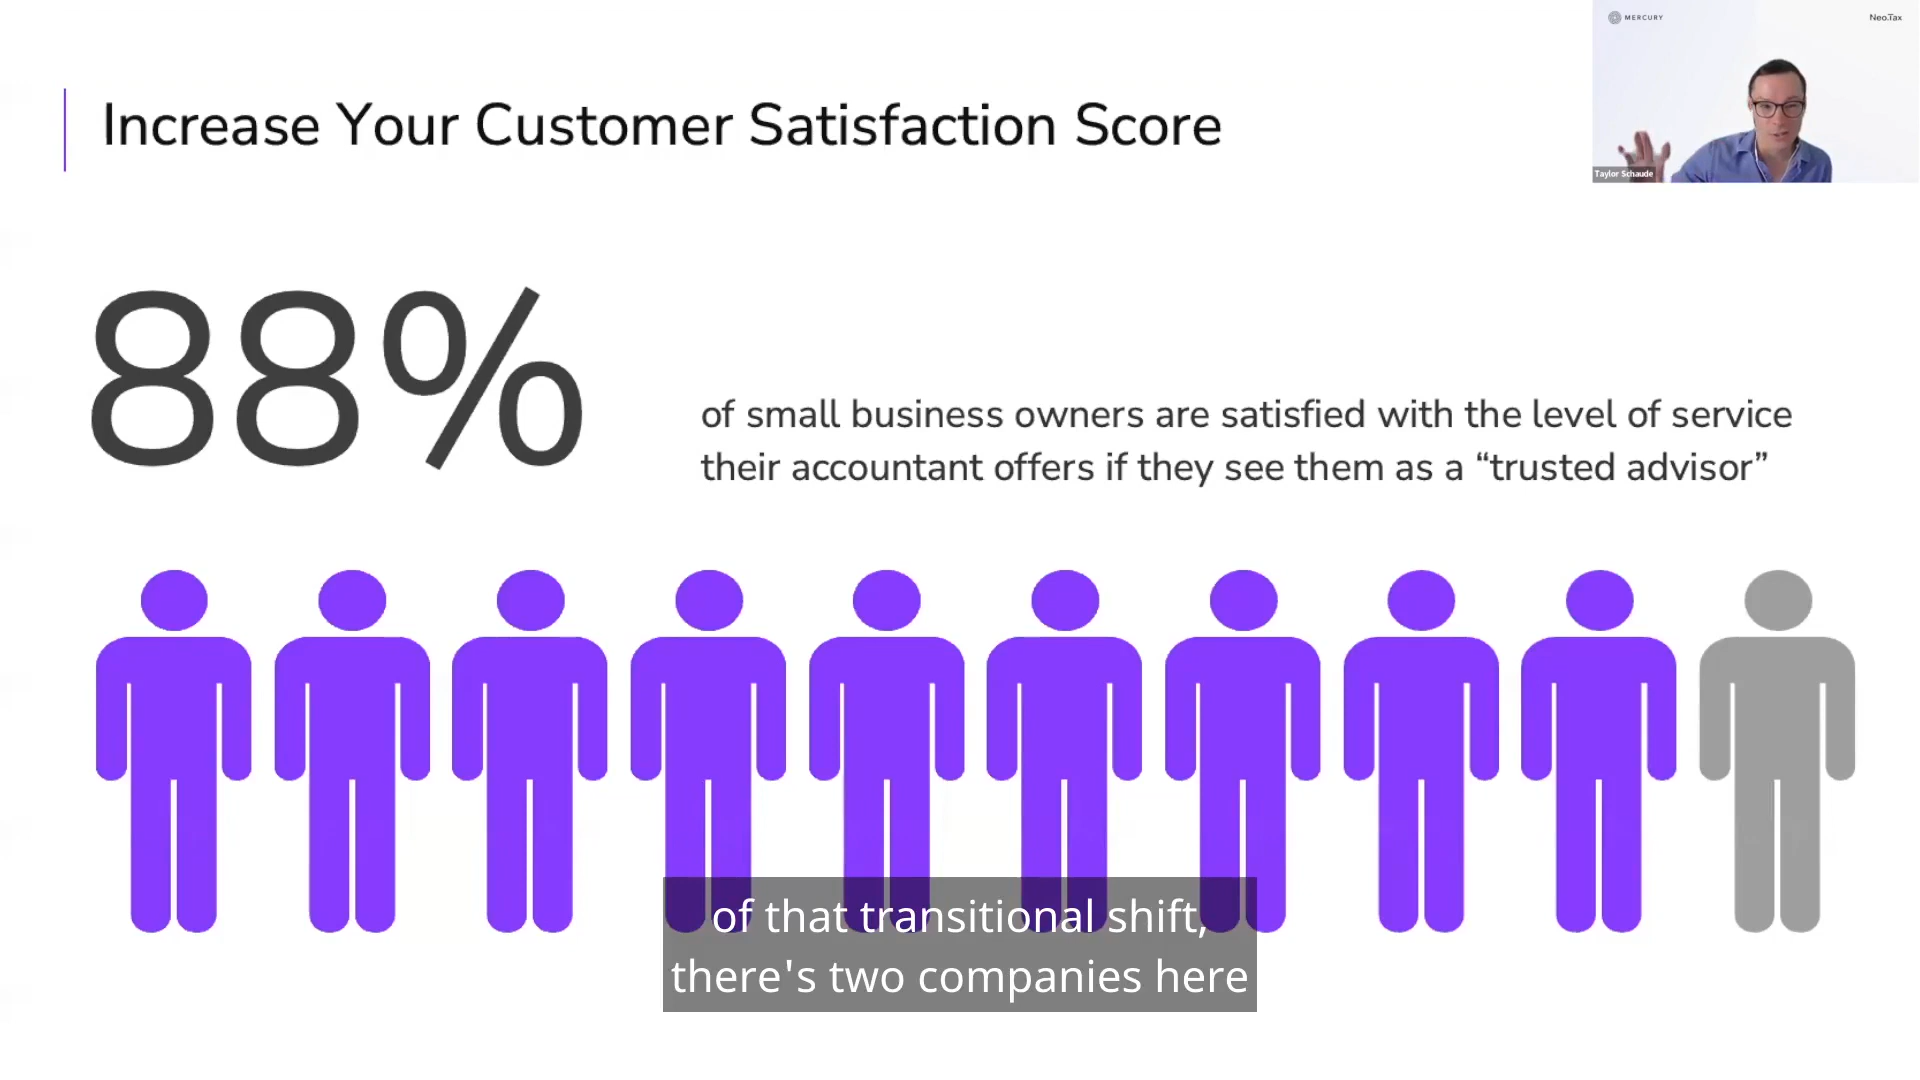 MERCURY
Neo.Tax
Taylor Schaude
Increase Your Customer Satisfaction Score
88%
of small business owners are satisfied with the level of service
their accountant offers if they see them as a “trusted advisor”
of that transitional shift,
there's two companies here